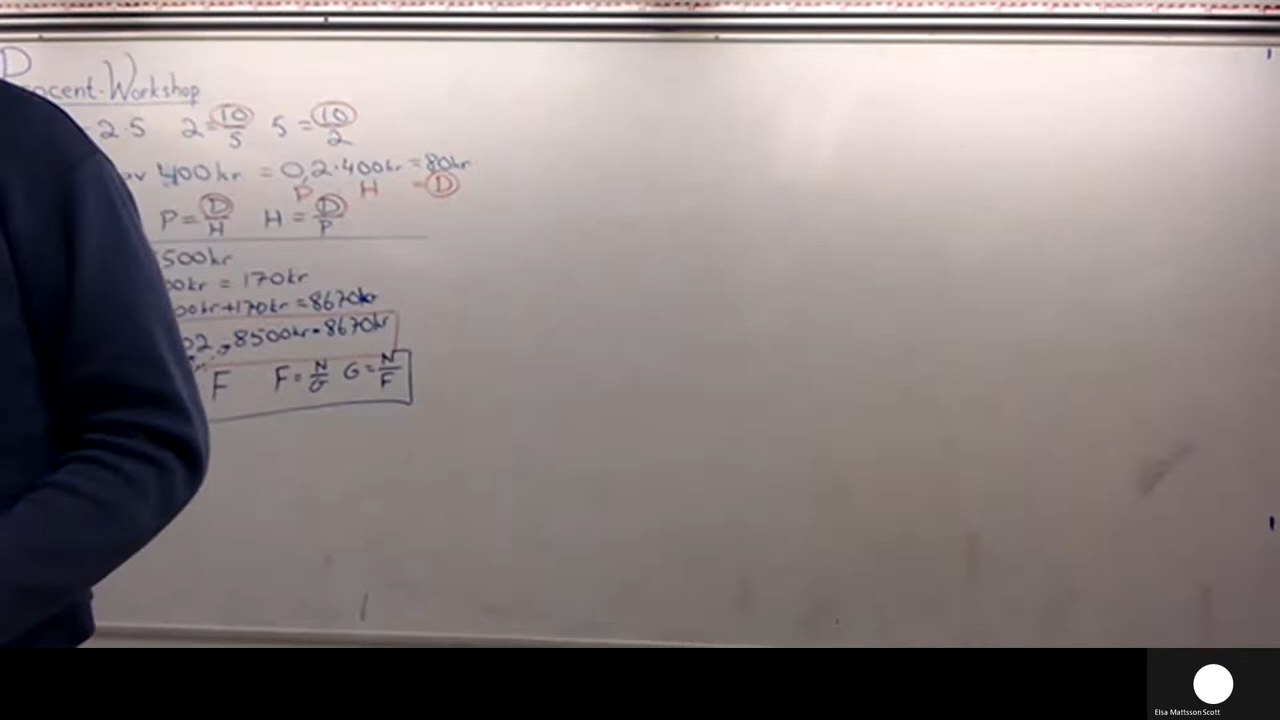 D
ocent-Workshop
2·5 2=10/5 5=10/2
av 400kr = 0,2·400kr = 80kr
P H = D
P = D/H H = D/P
500kr
00kr = 170kr
00kr+170kr = 8670kr
02 · 8500kr = 8670kr
F F = N/G G = N/F
Elsa Mattsson Scott